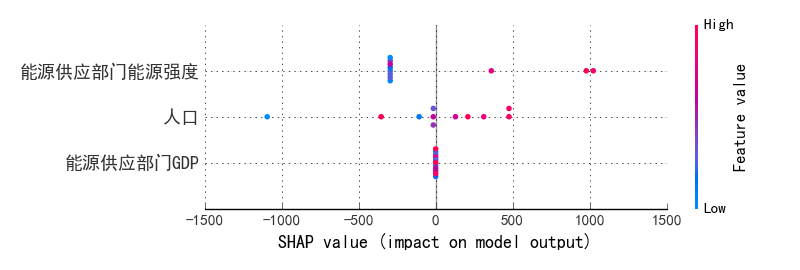 High
能源供应部门能源强度
人口
能源供应部门GDP
Feature value
Low
−1500 −1000 −500 0 500 1000 1500
SHAP value (impact on model output)